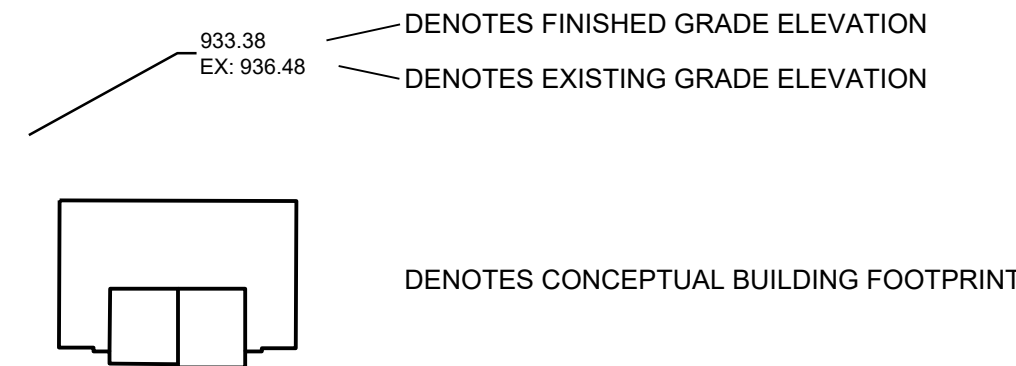 933.38
EX: 936.48
DENOTES FINISHED GRADE ELEVATION
DENOTES EXISTING GRADE ELEVATION
DENOTES CONCEPTUAL BUILDING FOOTPRINT